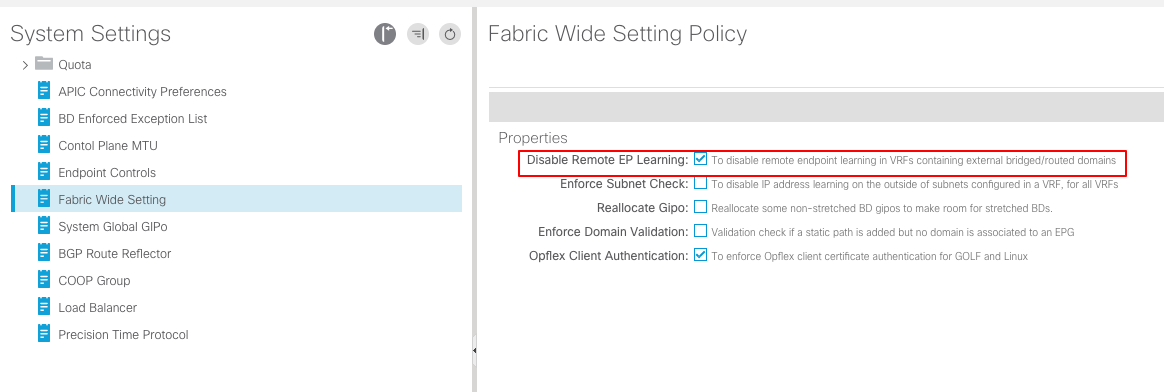 System Settings
Quota
APIC Connectivity Preferences
BD Enforced Exception List
Contol Plane MTU
Endpoint Controls
Fabric Wide Setting
System Global GIPo
BGP Route Reflector
COOP Group
Load Balancer
Precision Time Protocol
Fabric Wide Setting Policy
Properties
Disable Remote EP Learning: To disable remote endpoint learning in VRFs containing external bridged/routed domains
Enforce Subnet Check: To disable IP address learning on the outside of subnets configured in a VRF, for all VRFs
Reallocate Gipo: Reallocate some non-stretched BD gipos to make room for stretched BDs.
Enforce Domain Validation: Validation check if a static path is added but no domain is associated to an EPG
Opflex Client Authentication: To enforce Opflex client certificate authentication for GOLF and Linux